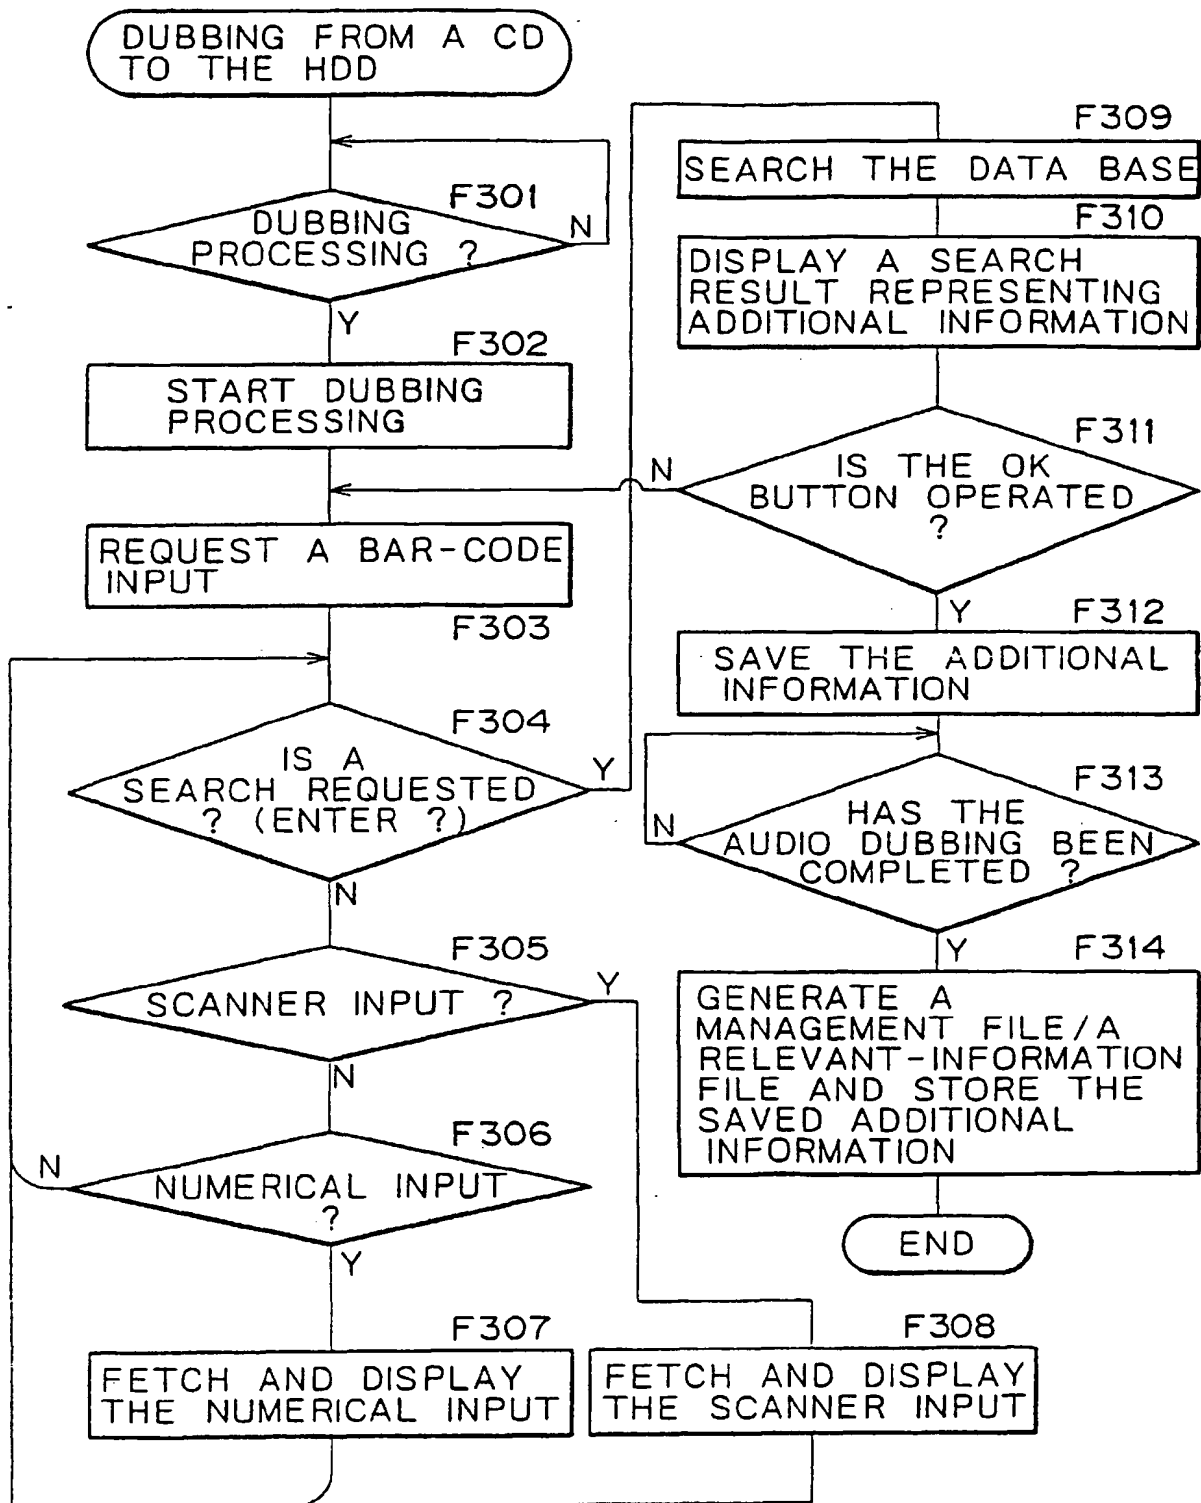 DUBBING FROM A CD
TO THE HDD
F301
DUBBING
PROCESSING ?
N
Y
F302
START DUBBING
PROCESSING
REQUEST A BAR-CODE
INPUT
F303
F304
IS A
SEARCH REQUESTED
? (ENTER ?)
Y
N
F305
SCANNER INPUT ?
Y
N
F306
NUMERICAL INPUT
?
N
Y
F307
FETCH AND DISPLAY
THE NUMERICAL INPUT
F308
FETCH AND DISPLAY
THE SCANNER INPUT
F309
SEARCH THE DATA BASE
F310
DISPLAY A SEARCH
RESULT REPRESENTING
ADDITIONAL INFORMATION
F311
IS THE OK
BUTTON OPERATED
?
N
Y
F312
SAVE THE ADDITIONAL
INFORMATION
F313
HAS THE
AUDIO DUBBING BEEN
COMPLETED ?
N
Y
F314
GENERATE A
MANAGEMENT FILE/A
RELEVANT-INFORMATION
FILE AND STORE THE
SAVED ADDITIONAL
INFORMATION
END